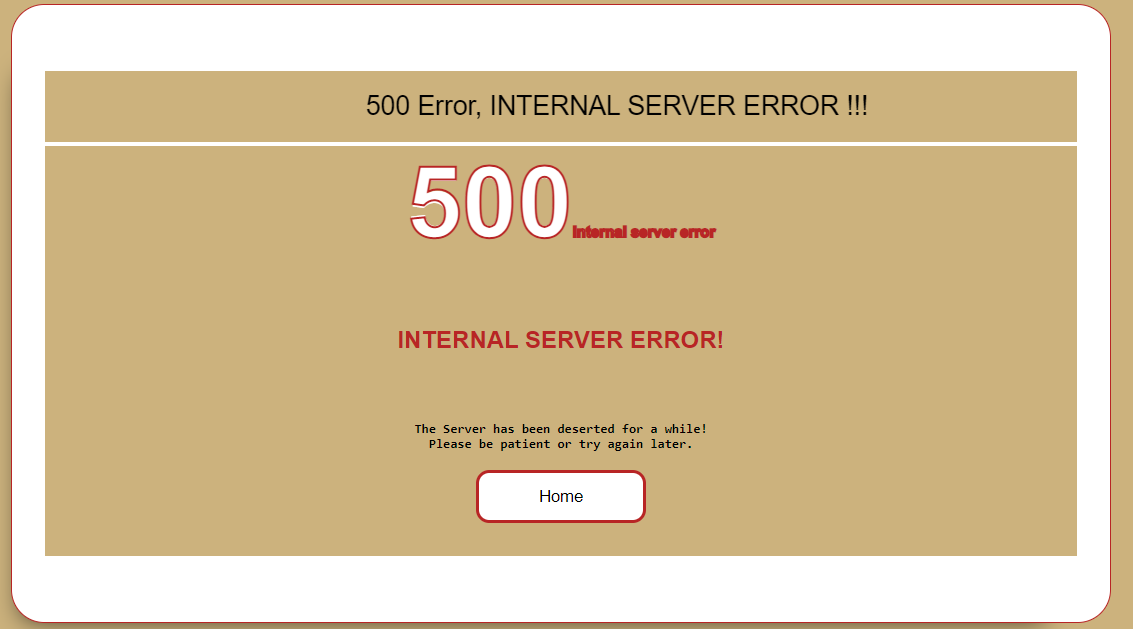 500 Error, INTERNAL SERVER ERROR !!!
500 Internal server error
INTERNAL SERVER ERROR!
The Server has been deserted for a while!
Please be patient or try again later.
Home